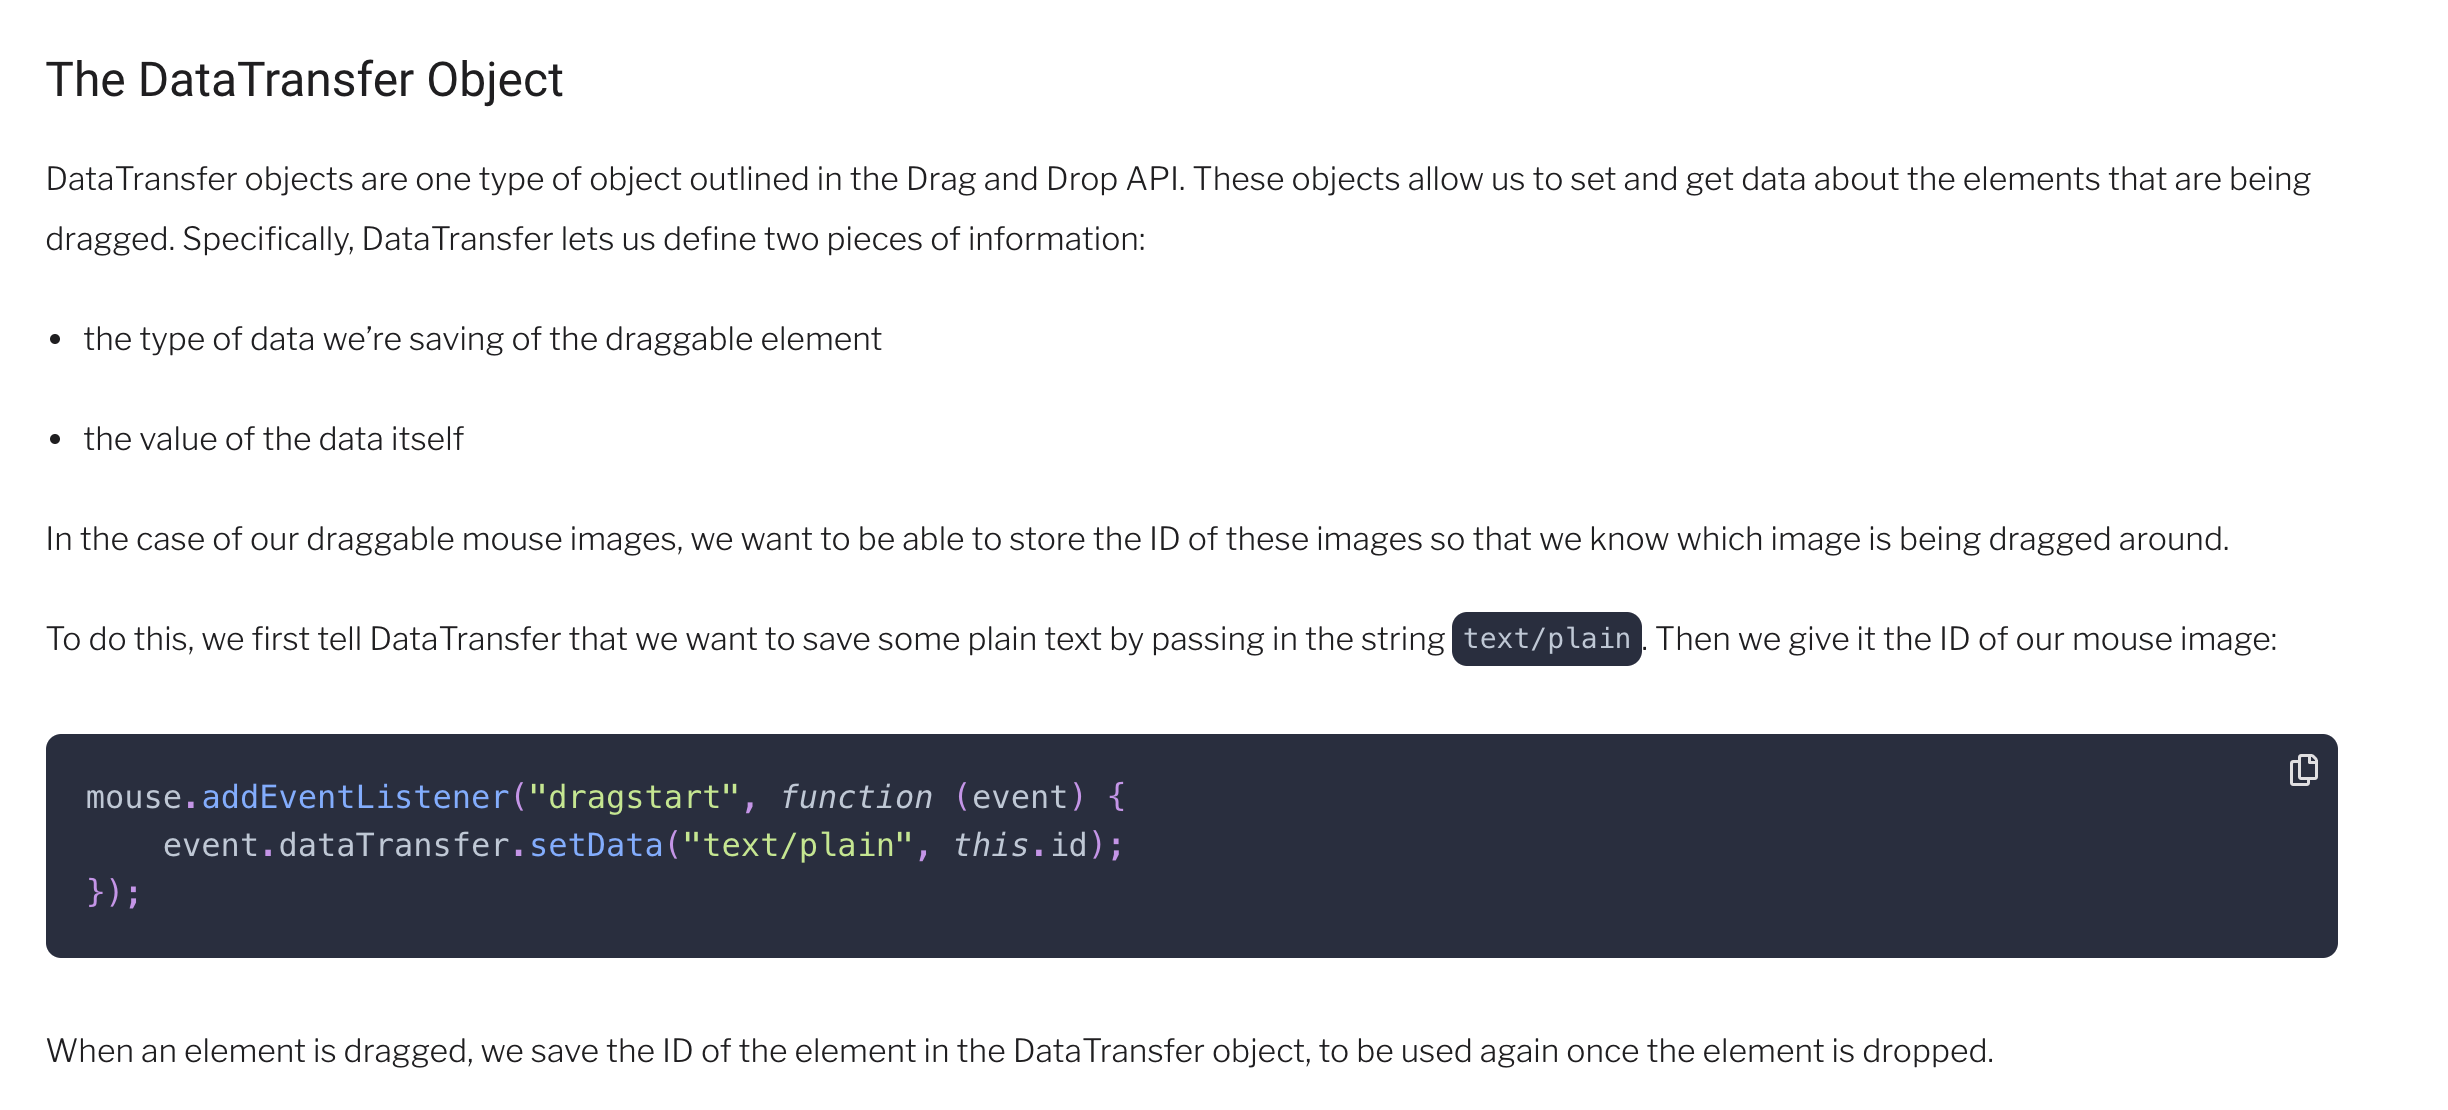 The DataTransfer Object
DataTransfer objects are one type of object outlined in the Drag and Drop API. These objects allow us to set and get data about the elements that are being
dragged. Specifically, DataTransfer lets us define two pieces of information:
• the type of data we’re saving of the draggable element
• the value of the data itself
In the case of our draggable mouse images, we want to be able to store the ID of these images so that we know which image is being dragged around.
To do this, we first tell DataTransfer that we want to save some plain text by passing in the string text/plain. Then we give it the ID of our mouse image:
mouse.addEventListener("dragstart", function (event) {
    event.dataTransfer.setData("text/plain", this.id);
});
When an element is dragged, we save the ID of the element in the DataTransfer object, to be used again once the element is dropped.